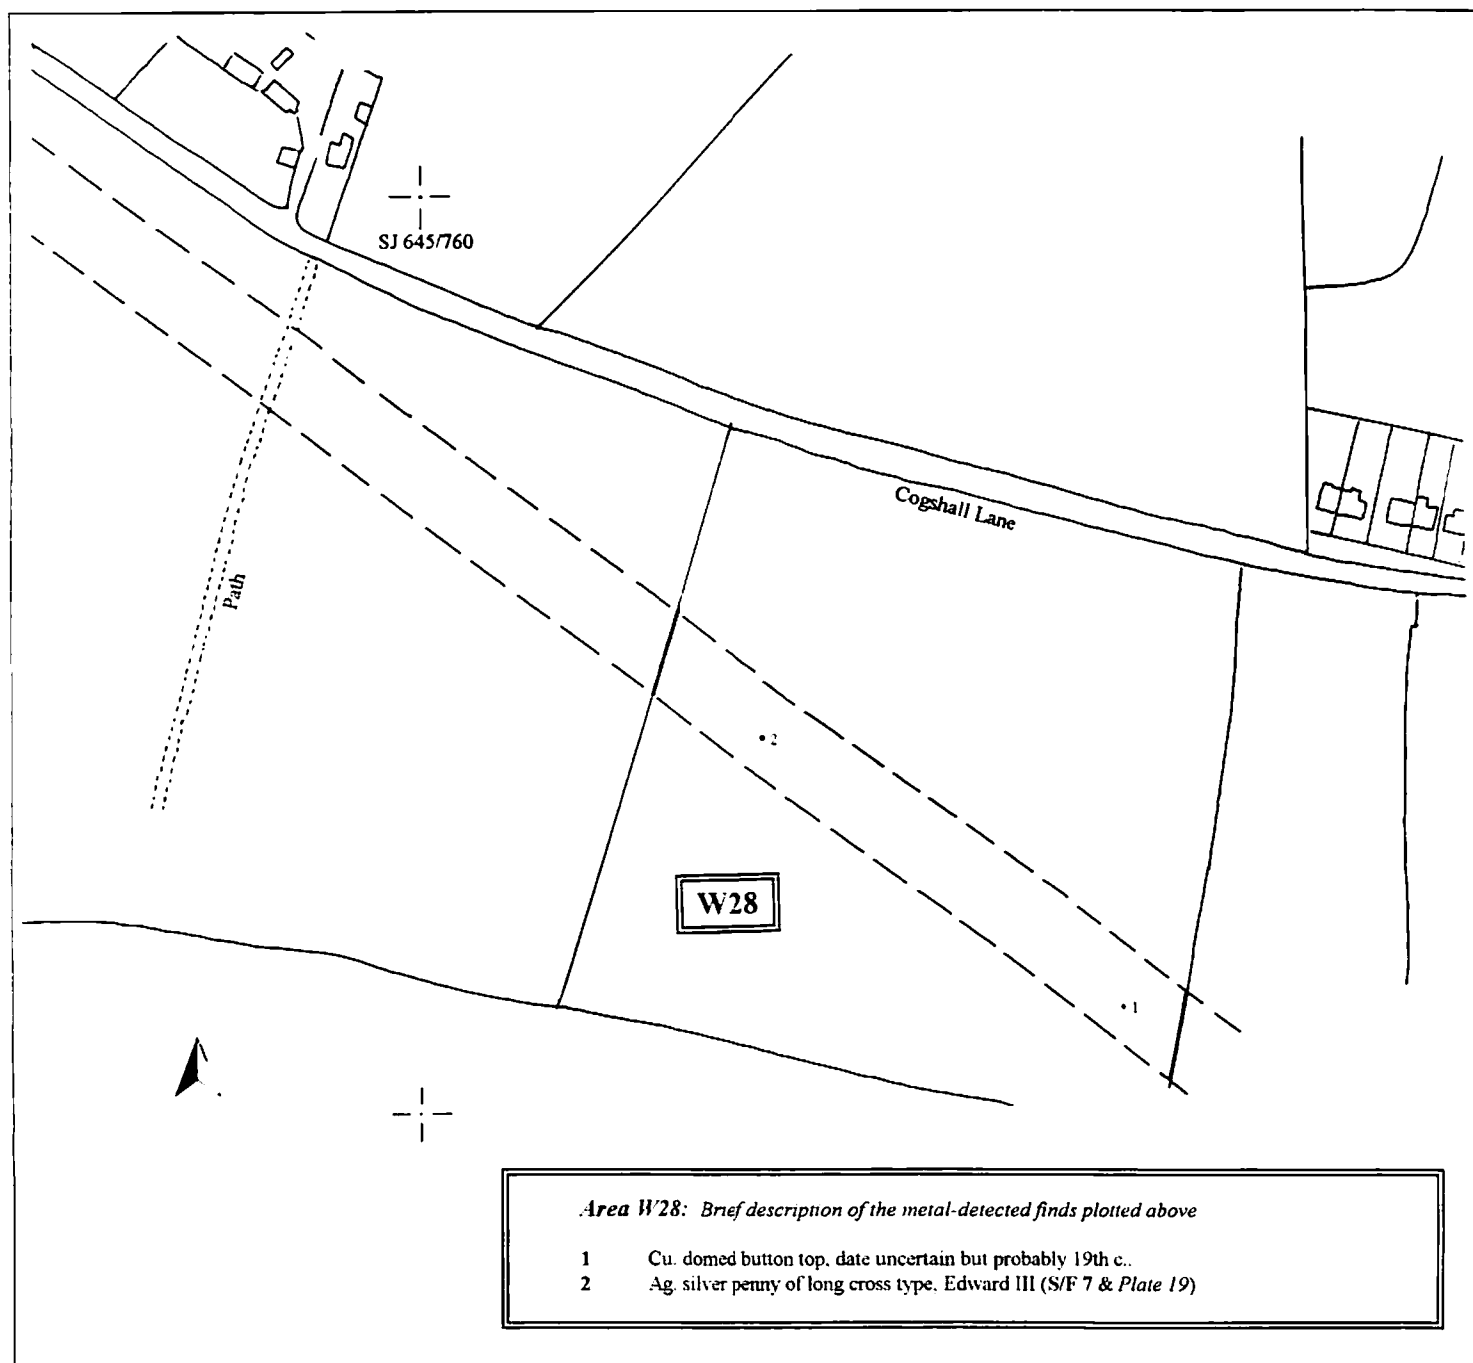 SJ 645/760
Cogshall Lane
Path
2
W28
1
Area W28: Brief description of the metal-detected finds plotted above
1 Cu. domed button top, date uncertain but probably 19th c..
2 Ag. silver penny of long cross type, Edward III (S/F 7 & Plate 19)